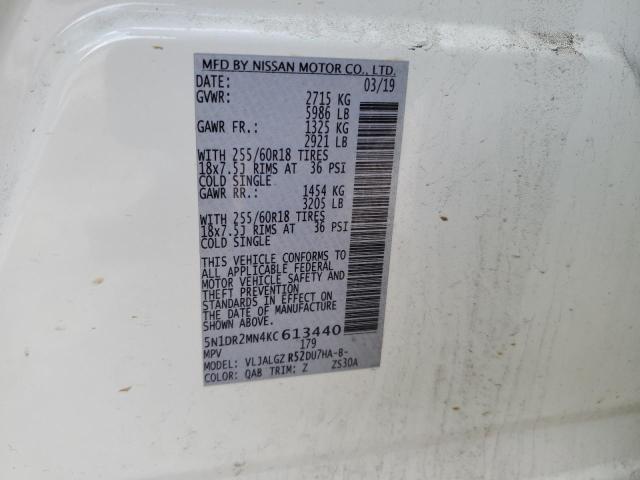 MFD BY NISSAN MOTOR CO., LTD.
DATE: 03/19
GVWR: 2715 KG
5986 LB
GAWR FR.: 1325 KG
2921 LB
WITH 255/60R18 TIRES
18x7.5J RIMS AT 36 PSI
COLD SINGLE
GAWR RR.: 1454 KG
3205 LB
WITH 255/60R18 TIRES
18x7.5J RIMS AT 36 PSI
COLD SINGLE
THIS VEHICLE CONFORMS TO
ALL APPLICABLE FEDERAL
MOTOR VEHICLE SAFETY AND
THEFT PREVENTION
STANDARDS IN EFFECT ON
THE DATE OF MANUFACTURE
SHOWN ABOVE.
5N1DR2MN4KC613440
MPV 179
MODEL: VLJALGZ R52DU7HA-B-
COLOR: QAB TRIM: Z ZS30A